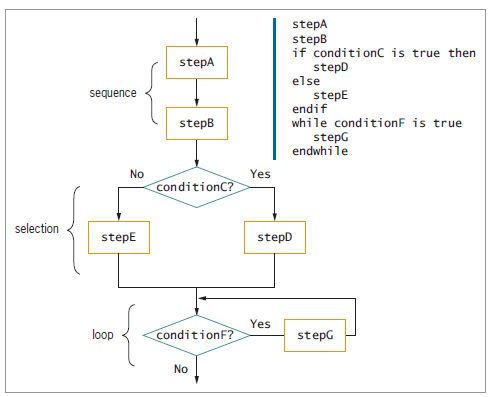 stepA
stepB
if conditionC is true then
stepD
else
stepE
endif
while conditionF is true
stepG
endwhile
stepA
sequence
stepB
No
Yes
conditionC?
selection
stepE
stepD
Yes
loop
conditionF?
stepG
No